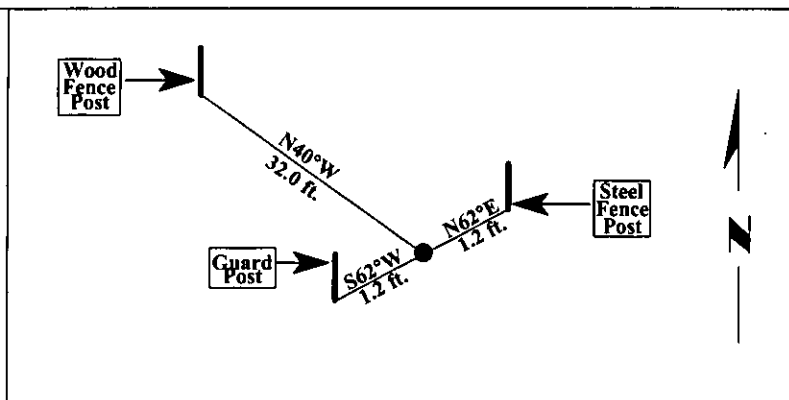 Wood
Fence
Post
N40°W
32.0 ft.
N62°E
1.2 ft.
Steel
Fence
Post
Guard
Post
S62°W
1.2 ft.
N